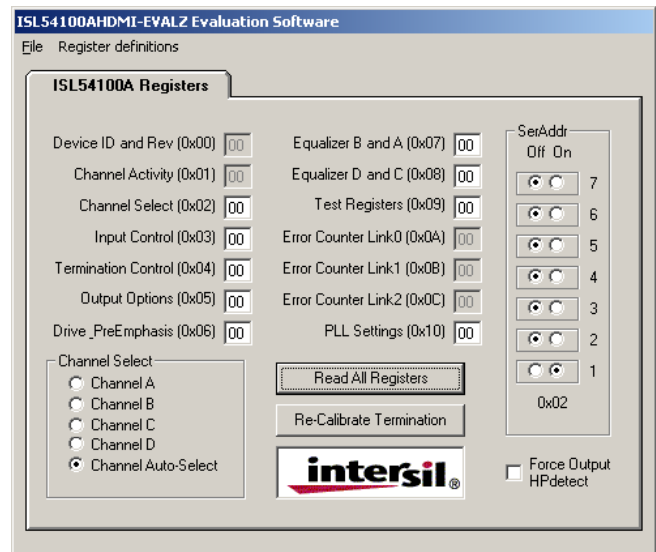 ISL54100AHDMI-EVALZ Evaluation Software
File Register definitions
ISL54100A Registers
Device ID and Rev (0x00) 00
Channel Activity (0x01) 00
Channel Select (0x02) 00
Input Control (0x03) 00
Termination Control (0x04) 00
Output Options (0x05) 00
Drive_PreEmphasis (0x06) 00
Equalizer B and A (0x07) 00
Equalizer D and C (0x08) 00
Test Registers (0x09) 00
Error Counter Link0 (0x0A) 00
Error Counter Link1 (0x0B) 00
Error Counter Link2 (0x0C) 00
PLL Settings (0x10) 00
SerAddr
Off On
7
6
5
4
3
2
1
0x02
Channel Select
Channel A
Channel B
Channel C
Channel D
Channel Auto-Select
Read All Registers
Re-Calibrate Termination
intersil®
Force Output
HPdetect